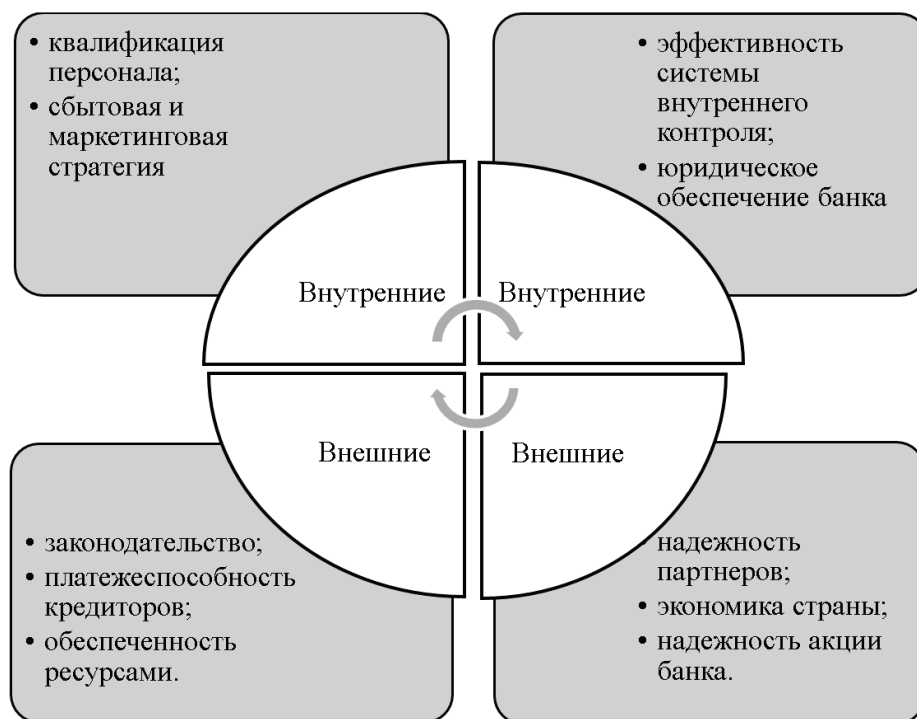 • квалификация
персонала;
• сбытовая и
маркетинговая
стратегия
• эффективность
системы
внутреннего
контроля;
• юридическое
обеспечение банка
Внутренние
Внутренние
Внешние
Внешние
• законодательство;
• платежеспособность
кредиторов;
• обеспеченность
ресурсами.
надежность
партнеров;
• экономика страны;
• надежность акции
банка.